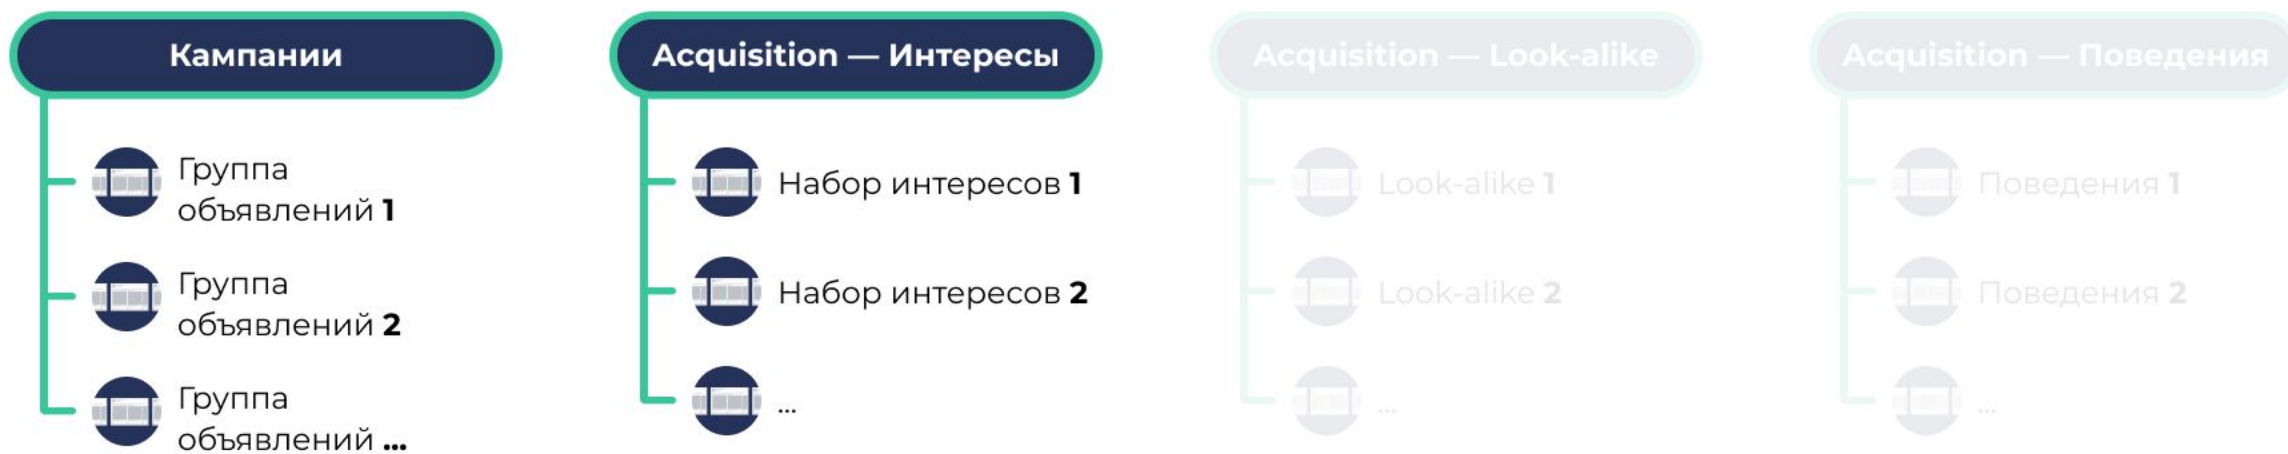 Кампании
Группа
объявлений 1
Группа
объявлений 2
Группа
объявлений ...
Acquisition — Интересы
Набор интересов 1
Набор интересов 2
...
Acquisition — Look-alike
Look-alike 1
Look-alike 2
...
Acquisition — Поведения
Поведения 1
Поведения 2
...